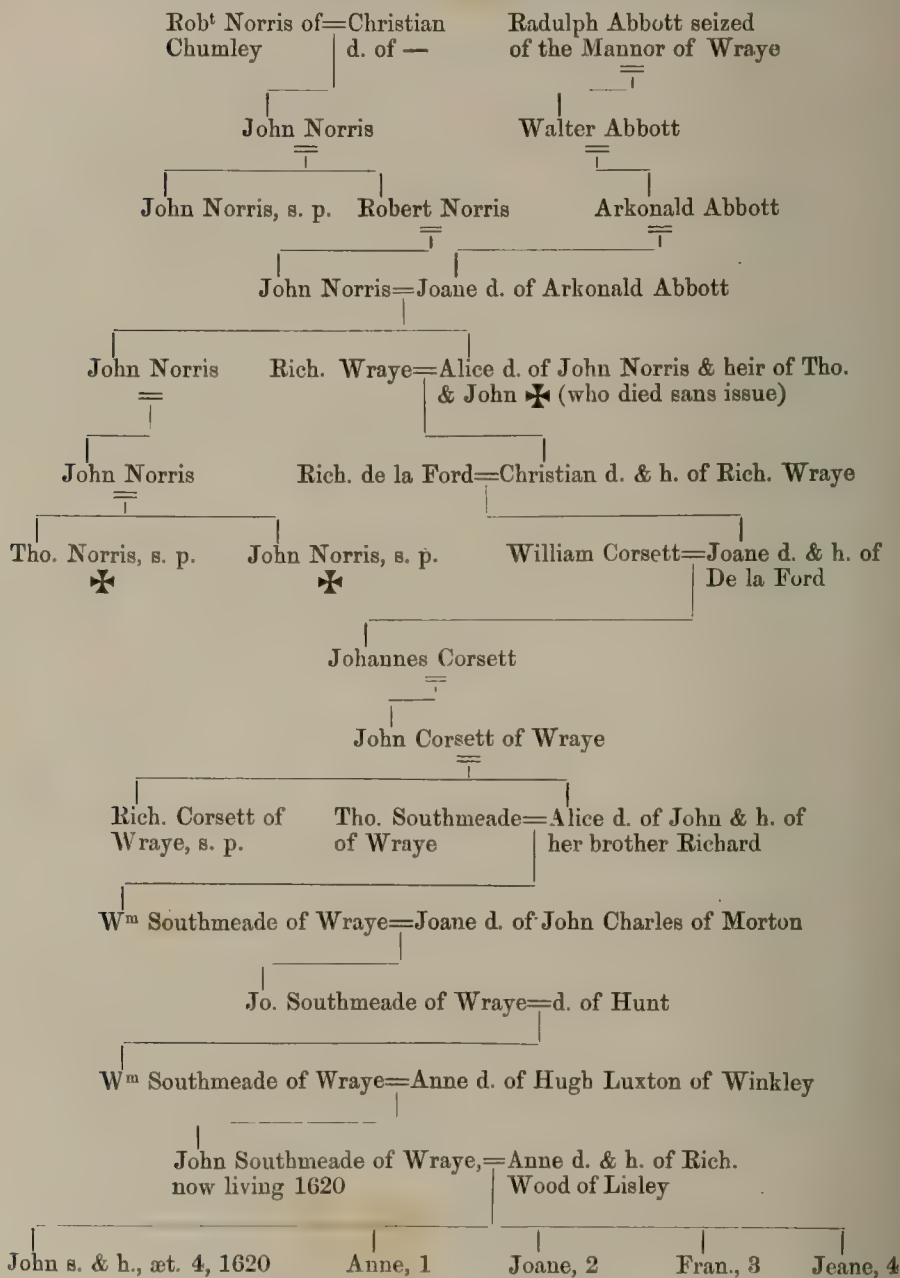 Robᵗ Norris of=Christian
Chumley d. of —
Radulph Abbott seized
of the Mannor of Wraye
John Norris
Walter Abbott
John Norris, s. p.
Robert Norris
Arkonald Abbott
John Norris=Joane d. of Arkonald Abbott
John Norris
Rich. Wraye=Alice d. of John Norris & heir of Tho.
& John ✠ (who died sans issue)
John Norris
Rich. de la Ford=Christian d. & h. of Rich. Wraye
Tho. Norris, s. p.
✠
John Norris, s. p.
✠
William Corsett=Joane d. & h. of
De la Ford
Johannes Corsett
John Corsett of Wraye
Rich. Corsett of
Wraye, s. p.
Tho. Southmeade=Alice d. of John & h. of
of Wraye her brother Richard
Wᵐ Southmeade of Wraye=Joane d. of John Charles of Morton
Jo. Southmeade of Wraye=d. of Hunt
Wᵐ Southmeade of Wraye=Anne d. of Hugh Luxton of Winkley
John Southmeade of Wraye,=Anne d. & h. of Rich.
now living 1620 Wood of Lisley
John s. & h., æt. 4, 1620 Anne, 1 Joane, 2 Fran., 3 Jeane, 4